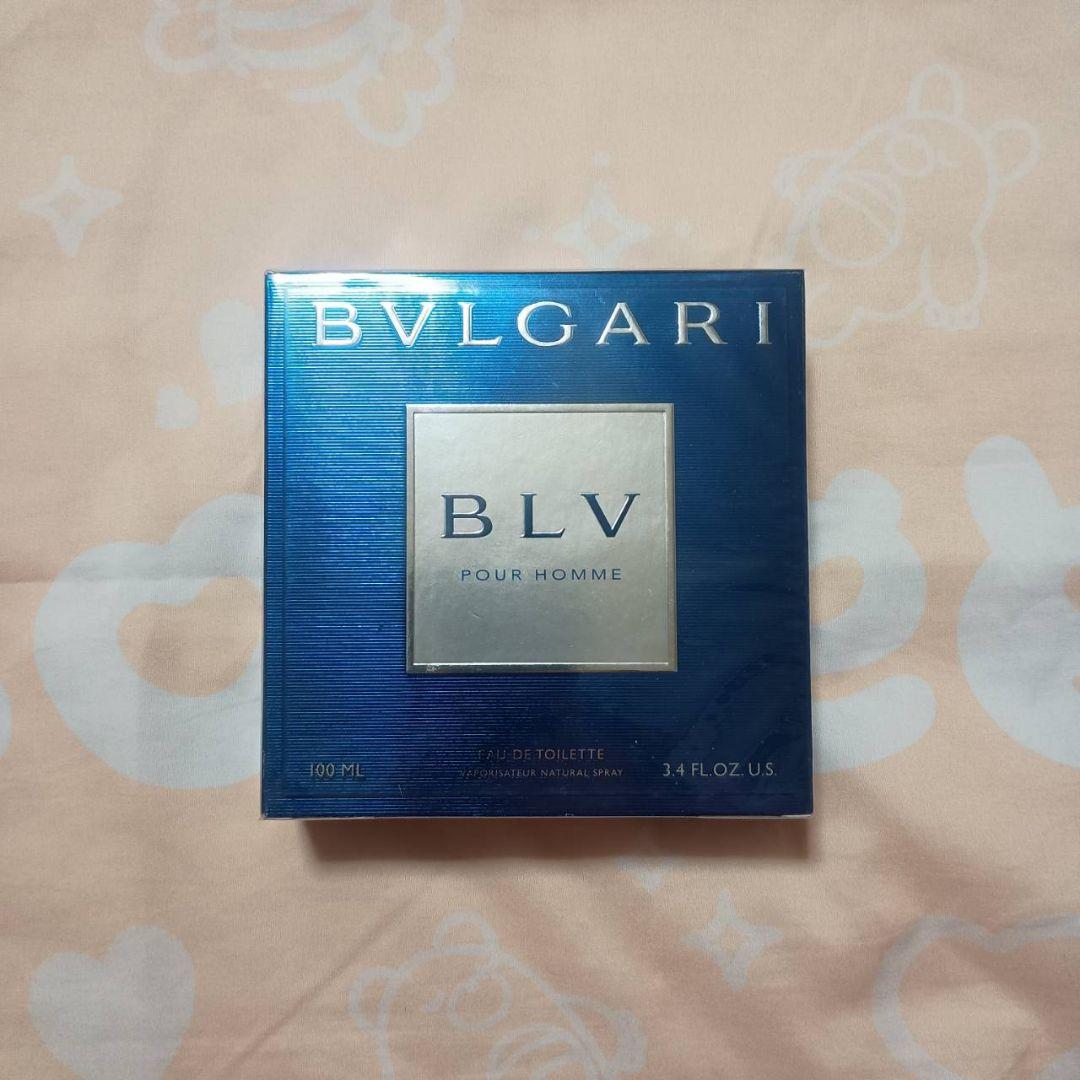 BVLGARI
BLV
POUR HOMME
EAU DE TOILETTE
VAPORISATEUR NATURAL SPRAY
100 ML
3.4 FL.OZ. U.S.